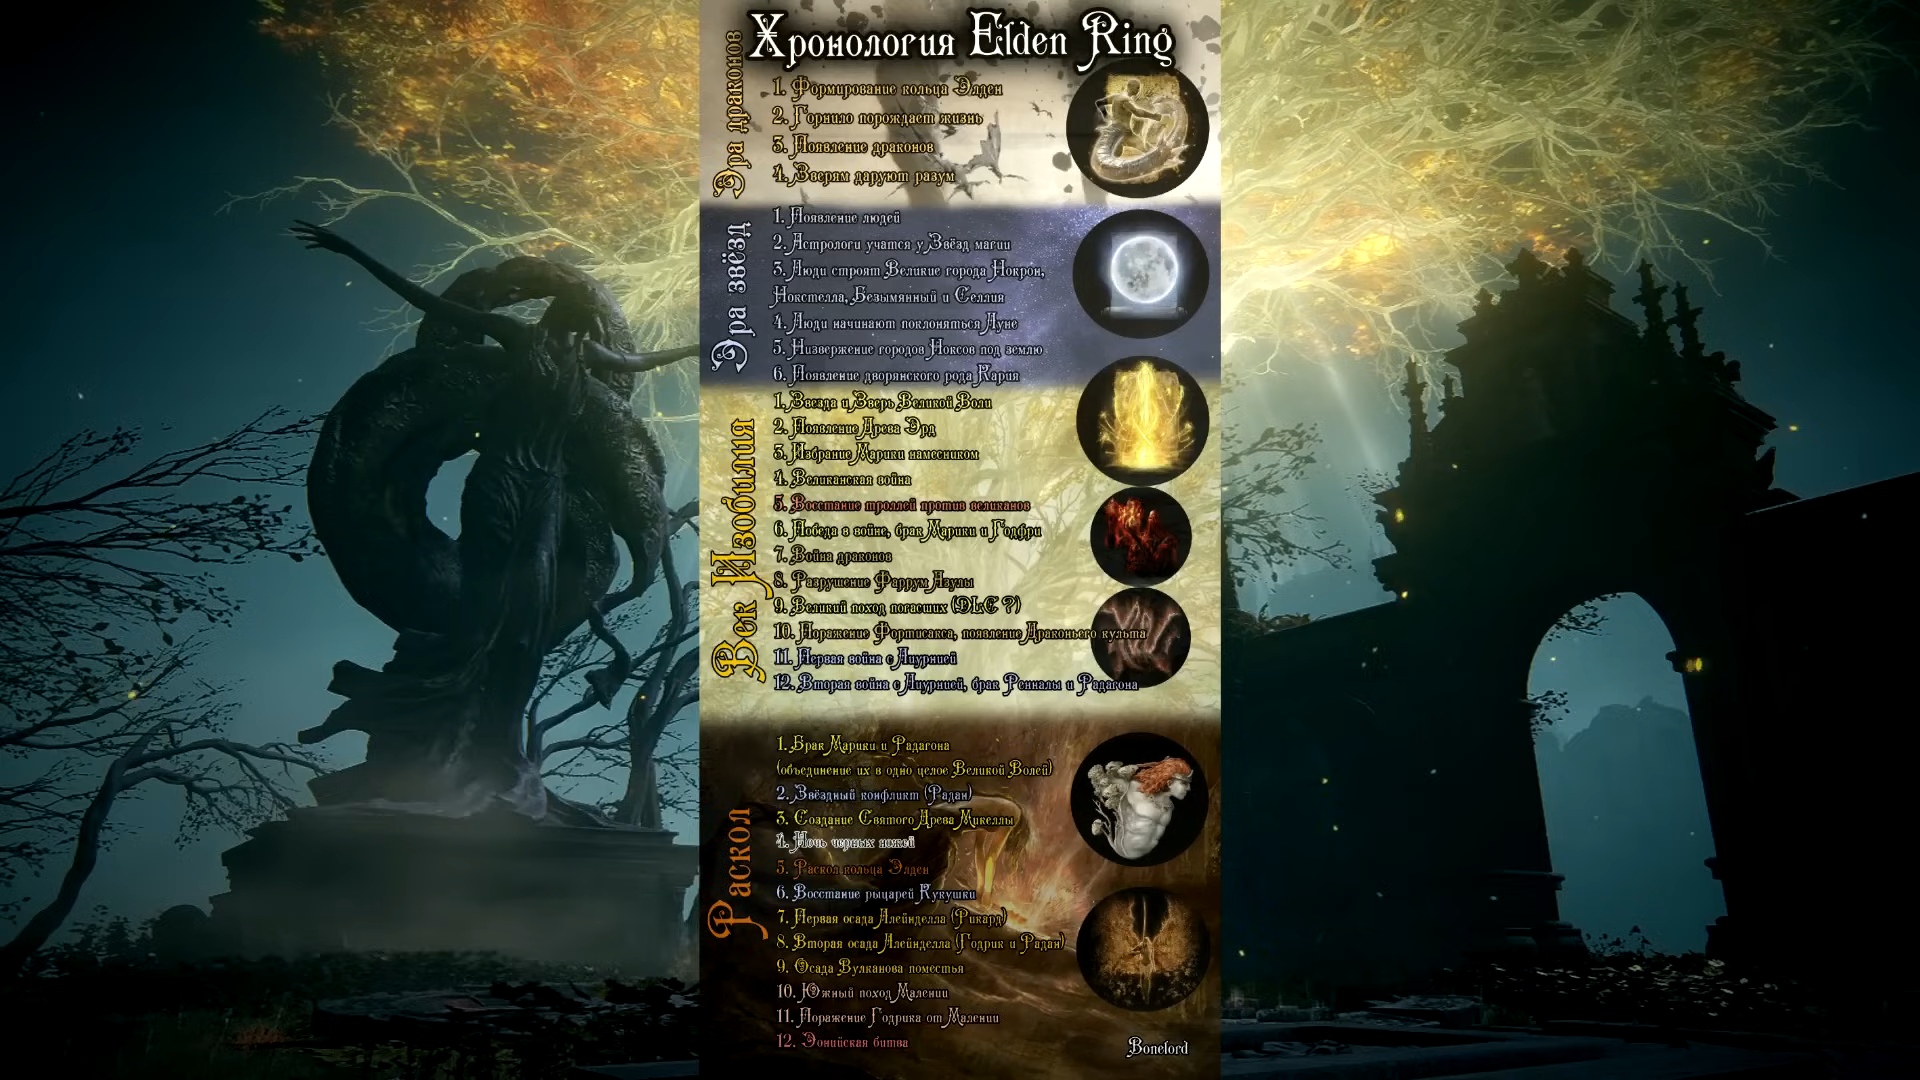 Хронология Elden Ring
Эра драконов
1. Формирование кольца Элден
2. Горнило порождает жизнь
3. Появление драконов
4. Зверям даруют разум
Эра звёзд
1. Появление людей
2. Астрологи учатся у Звёзд магии
3. Люди строят Великие города Нокрон,
Нокстелла, Безымянный и Селлия
4. Люди начинают поклоняться Луне
5. Низвержение городов Ноксов под землю
6. Появление дворянского рода Кария
Век Изобилия
1. Звезда и Зверь Великой Воли
2. Появление Древа Эрд
3. Избрание Марики намесником
4. Великанская война
5. Восстание троллей против великанов
6. Победа в войне, брак Марики и Годфри
7. Война драконов
8. Разрушение Фаррум Азулы
9. Великий поход погасших (DLC ?)
10. Поражение Фортисакса, появление Драконьего культа
11. Первая война с Лиурнией
12. Вторая война с Лиурнией, брак Ренналы и Радагона
Раскол
1. Брак Марики и Радагона
(объединение их в одно целое Великой Волей)
2. Звёздный конфликт (Радан)
3. Создание Святого Древа Микеллы
4. Ночь черных ножей
5. Раскол кольца Элден
6. Восстание рыцарей Кукушки
7. Первая осада Лейнделла (Рикард)
8. Вторая осада Лейнделла (Годрик и Радан)
9. Осада Вулканова поместья
10. Южный поход Малении
11. Поражение Годрика от Малении
12. Эонийская битва
Boneford